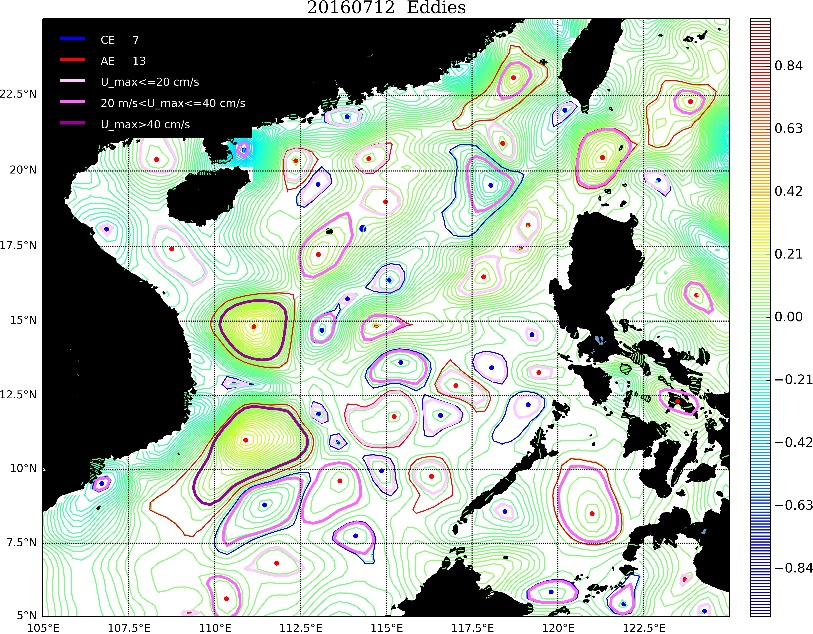 20160712 Eddies
CE 7
AE 13
U_max<=20 cm/s
20 m/s<U_max<=40 cm/s
U_max>40 cm/s
22.5°N
20°N
17.5°N
15°N
12.5°N
10°N
7.5°N
5°N
105°E 107.5°E 110°E 112.5°E 115°E 117.5°E 120°E 122.5°E
0.84
0.63
0.42
0.21
0.00
−0.21
−0.42
−0.63
−0.84